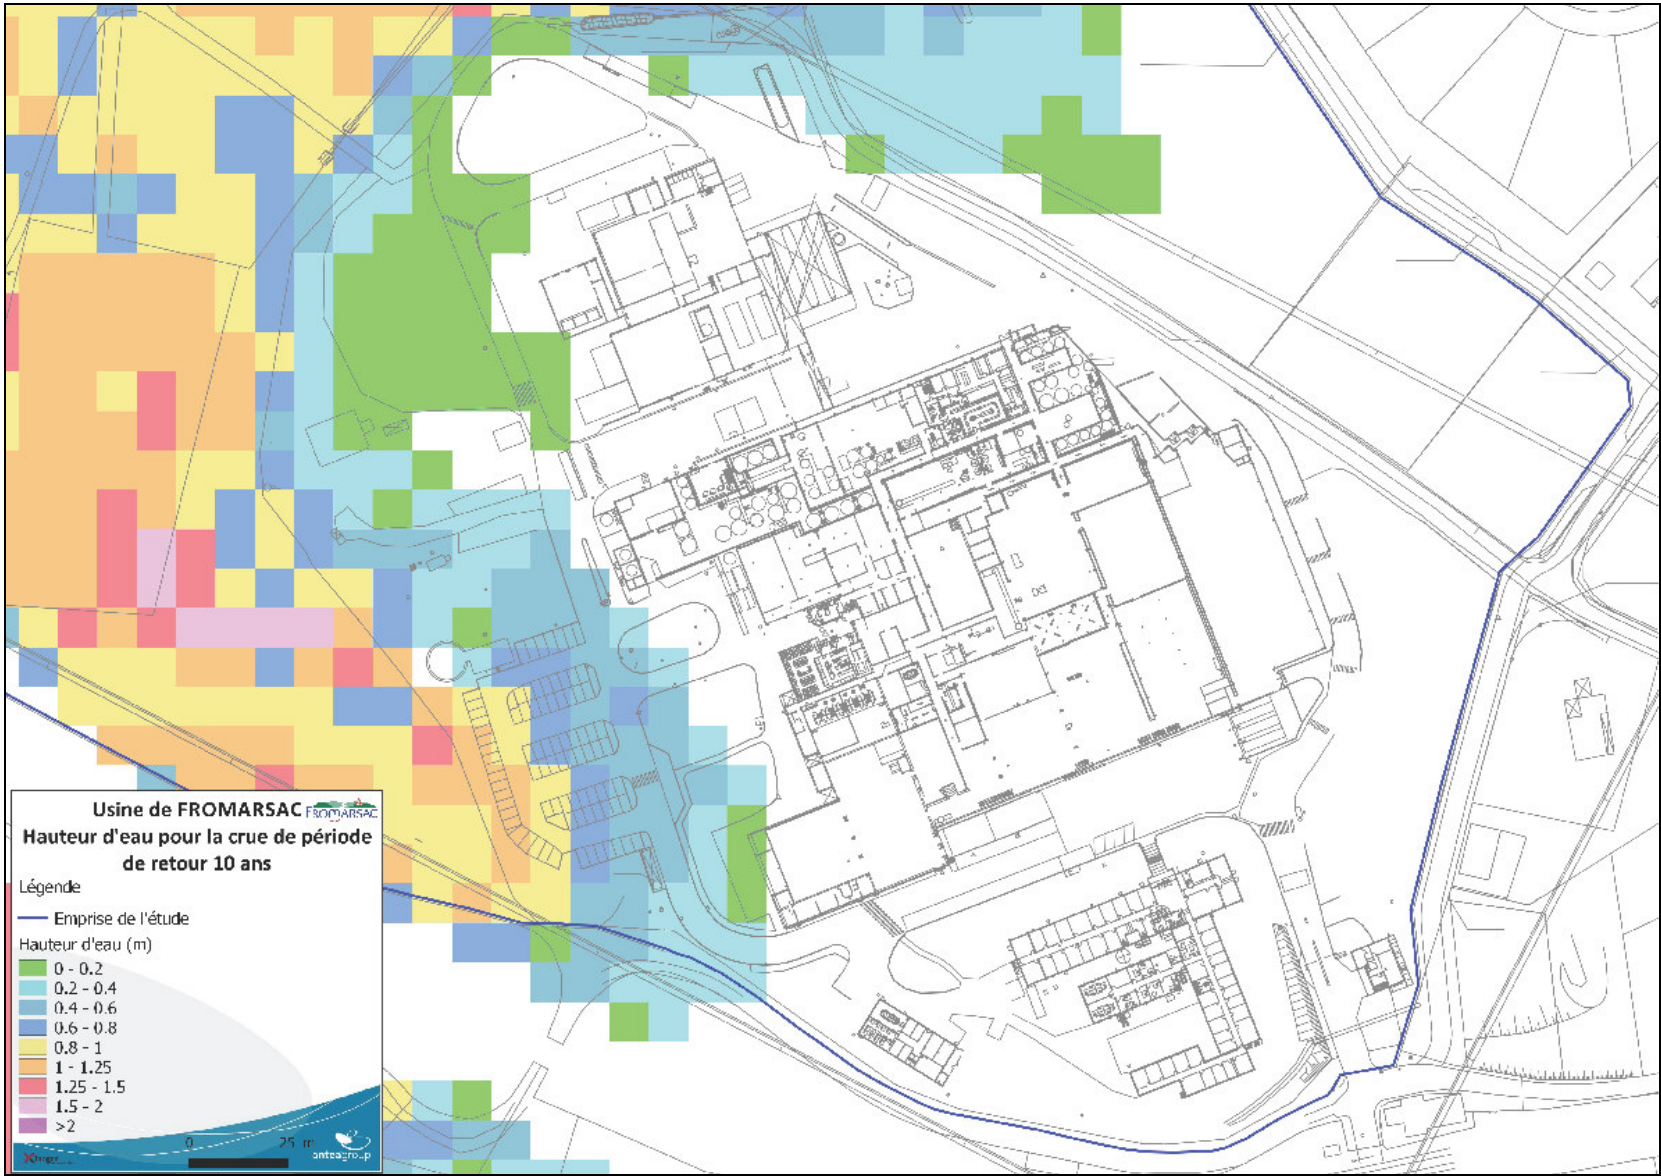 Usine de FROMARSAC FROMARSAC
Hauteur d'eau pour la crue de période
de retour 10 ans
Légende
Emprise de l'étude
Hauteur d'eau (m)
0 - 0.2
0.2 - 0.4
0.4 - 0.6
0.6 - 0.8
0.8 - 1
1 - 1.25
1.25 - 1.5
1.5 - 2
>2
0 25 m
anteagroup